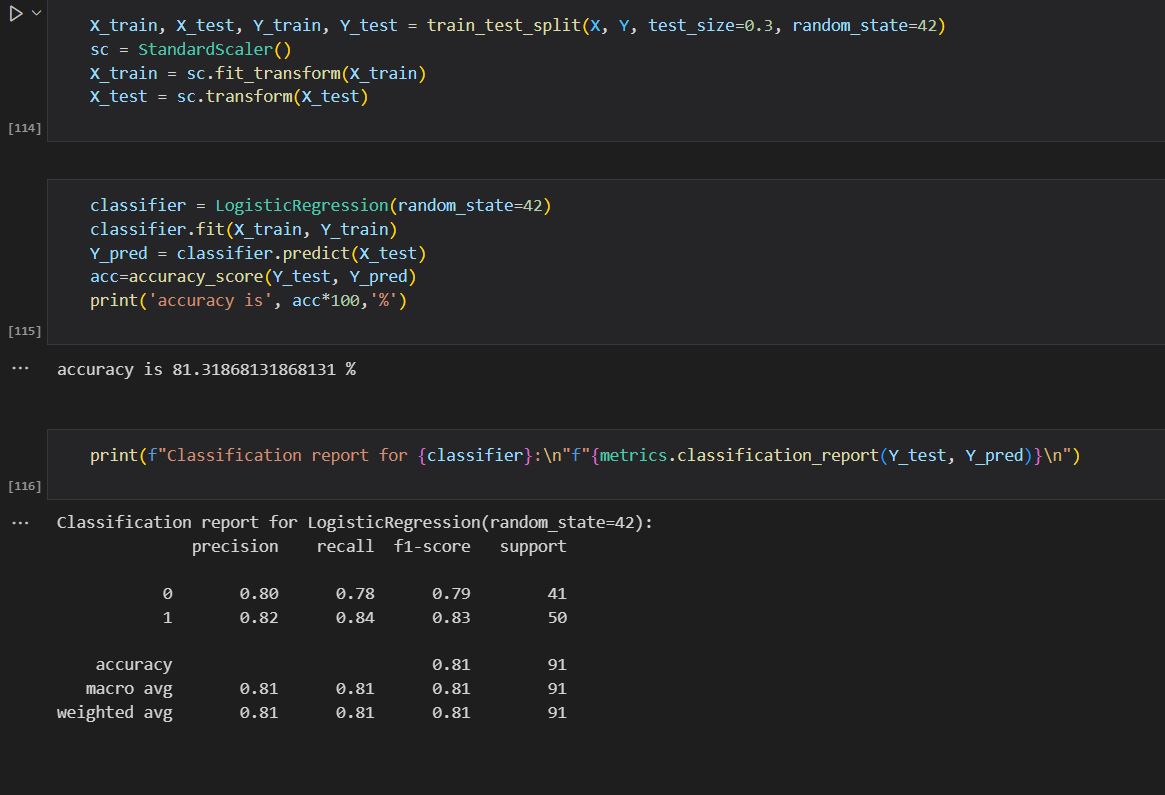 X_train, X_test, Y_train, Y_test = train_test_split(X, Y, test_size=0.3, random_state=42)
sc = StandardScaler()
X_train = sc.fit_transform(X_train)
X_test = sc.transform(X_test)
[114]
classifier = LogisticRegression(random_state=42)
classifier.fit(X_train, Y_train)
Y_pred = classifier.predict(X_test)
acc=accuracy_score(Y_test, Y_pred)
print('accuracy is', acc*100,'%')
[115]
... accuracy is 81.31868131868131 %
print(f"Classification report for {classifier}:\n"f"{metrics.classification_report(Y_test, Y_pred)}\n")
[116]
... Classification report for LogisticRegression(random_state=42):
precision recall f1-score support
0 0.80 0.78 0.79 41
1 0.82 0.84 0.83 50
accuracy 0.81 91
macro avg 0.81 0.81 0.81 91
weighted avg 0.81 0.81 0.81 91